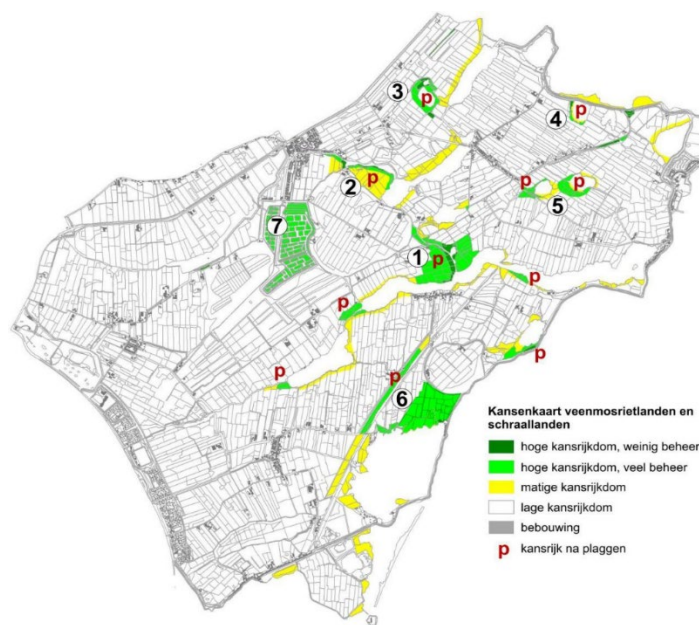 3
p
4
p
2
p
p
p
5
7
1
p
p
p
p
p
p
6
Kansenkaart veenmosrietlanden en
schraallanden
hoge kansrijkdom, weinig beheer
hoge kansrijkdom, veel beheer
matige kansrijkdom
lage kansrijkdom
bebouwing
p kansrijk na plaggen